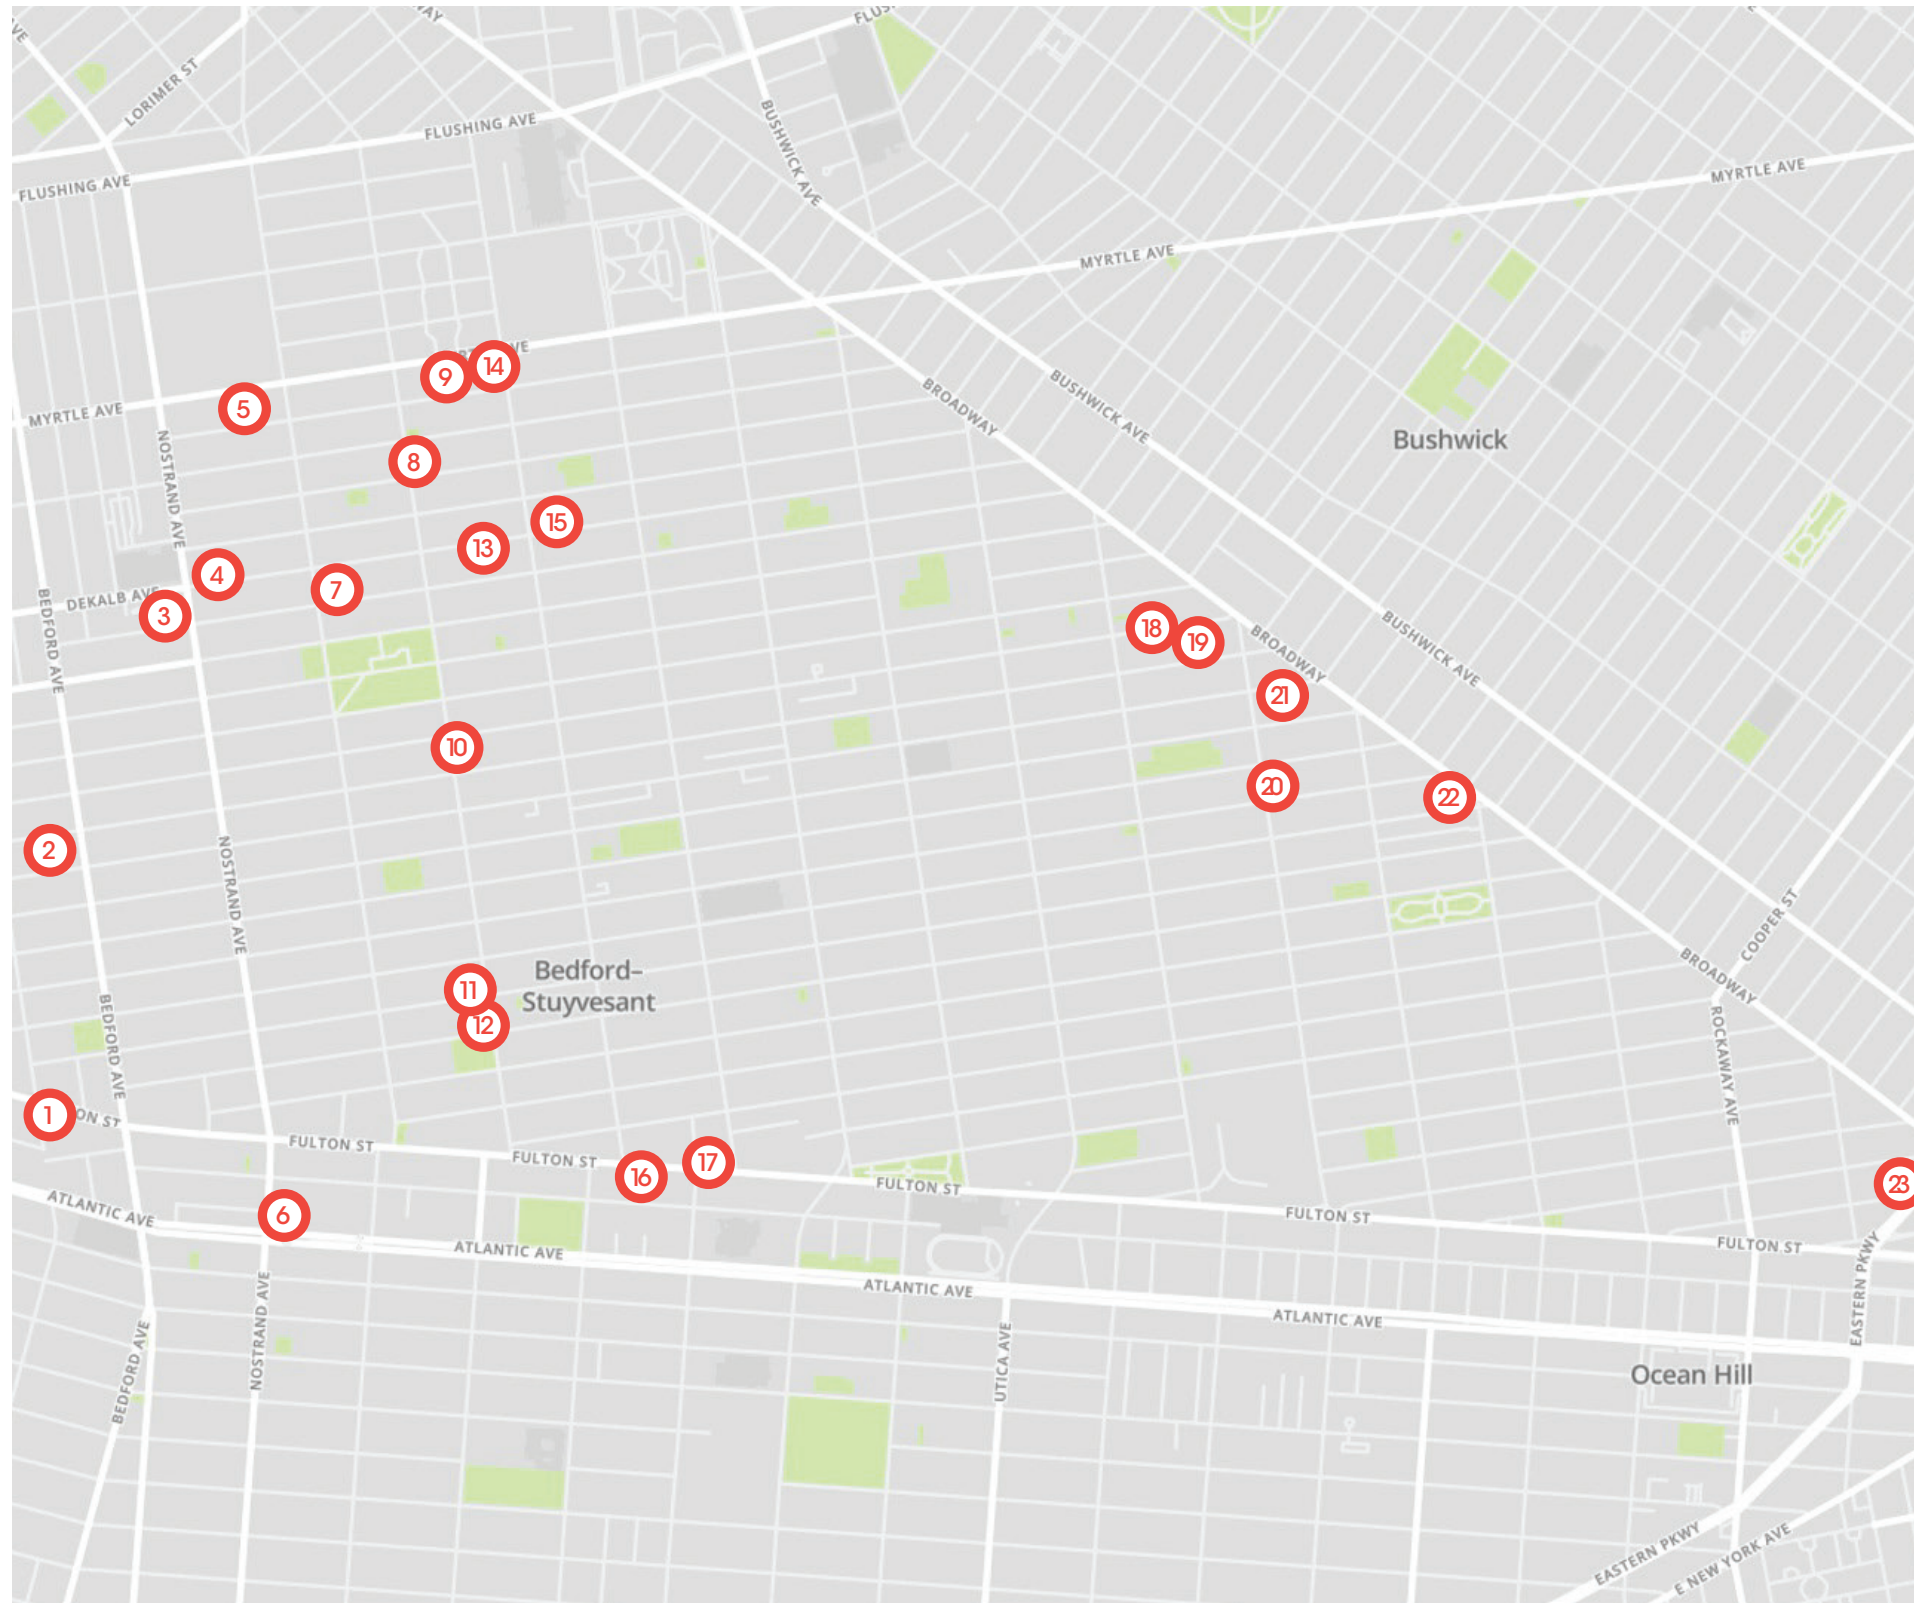 LORIMER ST
FLUSHING AVE
FLUSHING AVE
BUSHWICK AVE
MYRTLE AVE
MYRTLE AVE
14
9
5
MYRTLE AVE
BROADWAY
BUSHWICK AVE
Bushwick
8
NOSTRAND AVE
15
13
4
7
DEKALB AVE
3
BEDFORD AVE
18
19
BROADWAY
BUSHWICK AVE
21
10
20
22
2
NOSTRAND AVE
COOPER ST
BROADWAY
11
Bedford–
Stuyvesant
12
BEDFORD AVE
ROCKAWAY AVE
1
ON ST
FULTON ST
FULTON ST
17
16
FULTON ST
23
6
ATLANTIC AVE
FULTON ST
FULTON ST
ATLANTIC AVE
ATLANTIC AVE
ATLANTIC AVE
EASTERN PKWY
NOSTRAND AVE
BEDFORD AVE
UTICA AVE
Ocean Hill
EASTERN PKWY
E NEW YORK AVE